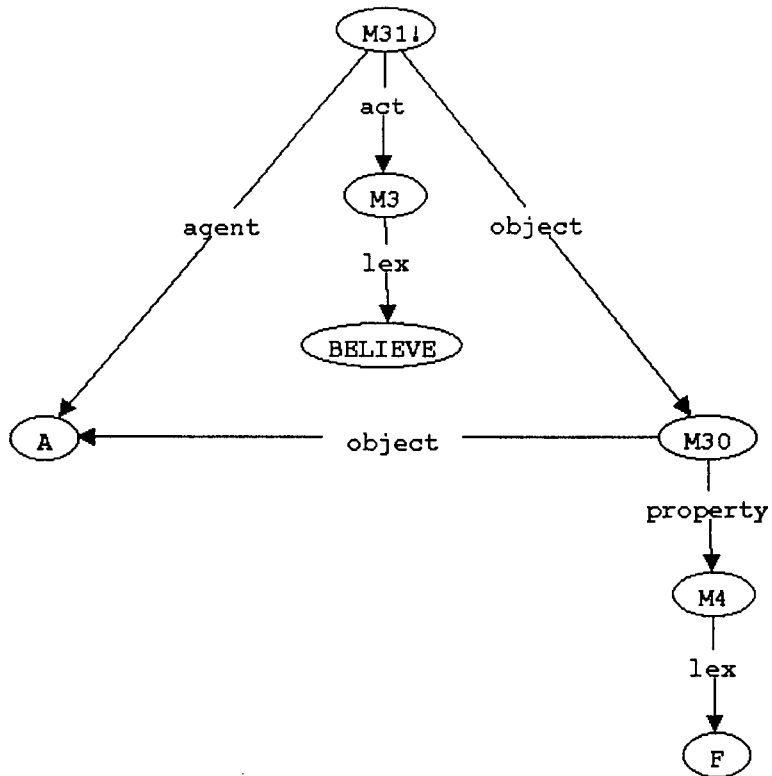 M31!
act
M3
agent
object
lex
BELIEVE
A
object
M30
property
M4
lex
F